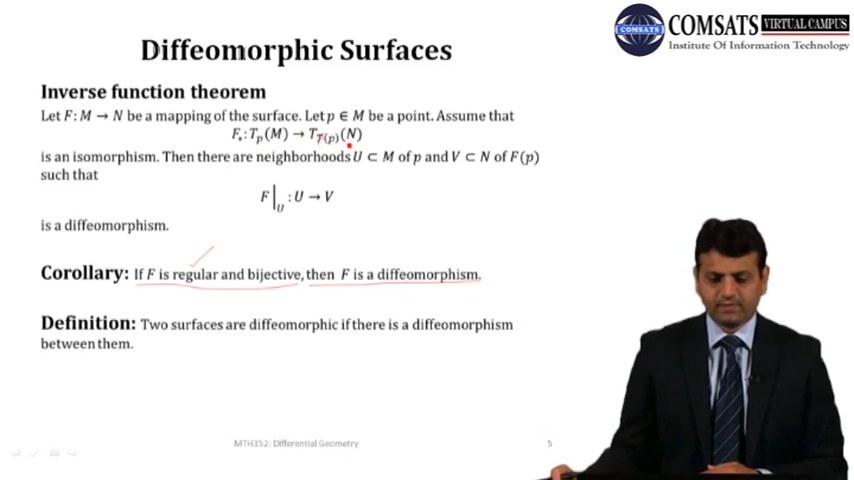 COMSATS VIRTUAL CAMPUS
COMSATS
Institute Of Information Technology
Diffeomorphic Surfaces
Inverse function theorem
Let F: M → N be a mapping of the surface. Let p ∈ M be a point. Assume that
F⁎: Tₚ(M) → T_F(p)(N)
is an isomorphism. Then there are neighborhoods U ⊂ M of p and V ⊂ N of F(p)
such that
F|_U : U → V
is a diffeomorphism.
Corollary: If F is regular and bijective, then F is a diffeomorphism.
Definition: Two surfaces are diffeomorphic if there is a diffeomorphism
between them.
MTH352: Differential Geometry
5